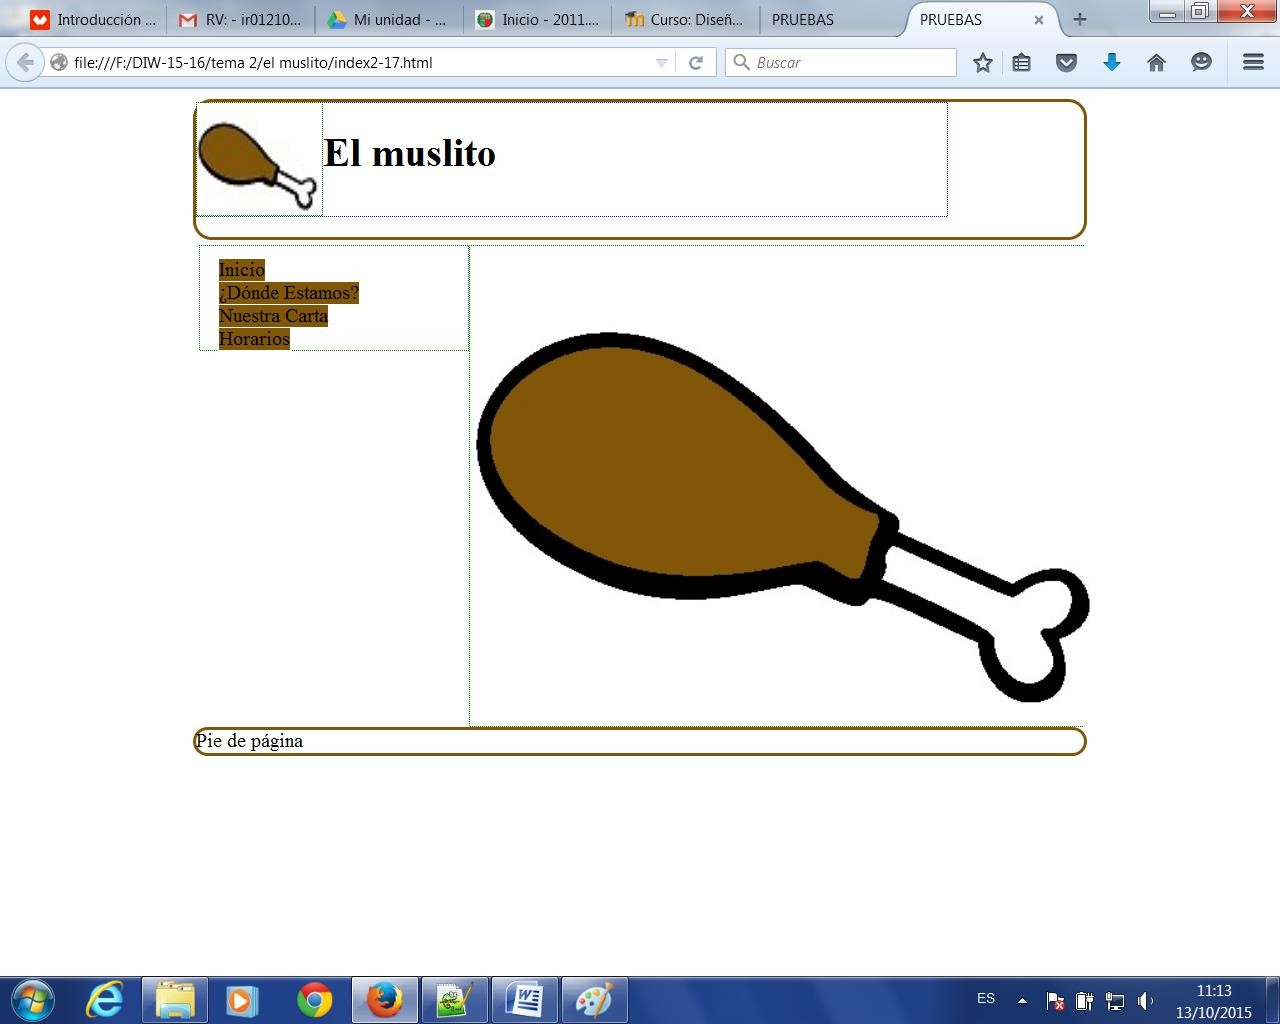 Introducción ...
RV: - ir01210...
Mi unidad - ...
Inicio - 2011....
Curso: Diseñ...
PRUEBAS
PRUEBAS
file:///F:/DIW-15-16/tema 2/el muslito/index2-17.html
Buscar
El muslito
Inicio
¿Dónde Estamos?
Nuestra Carta
Horarios
Pie de página
ES
11:13
13/10/2015